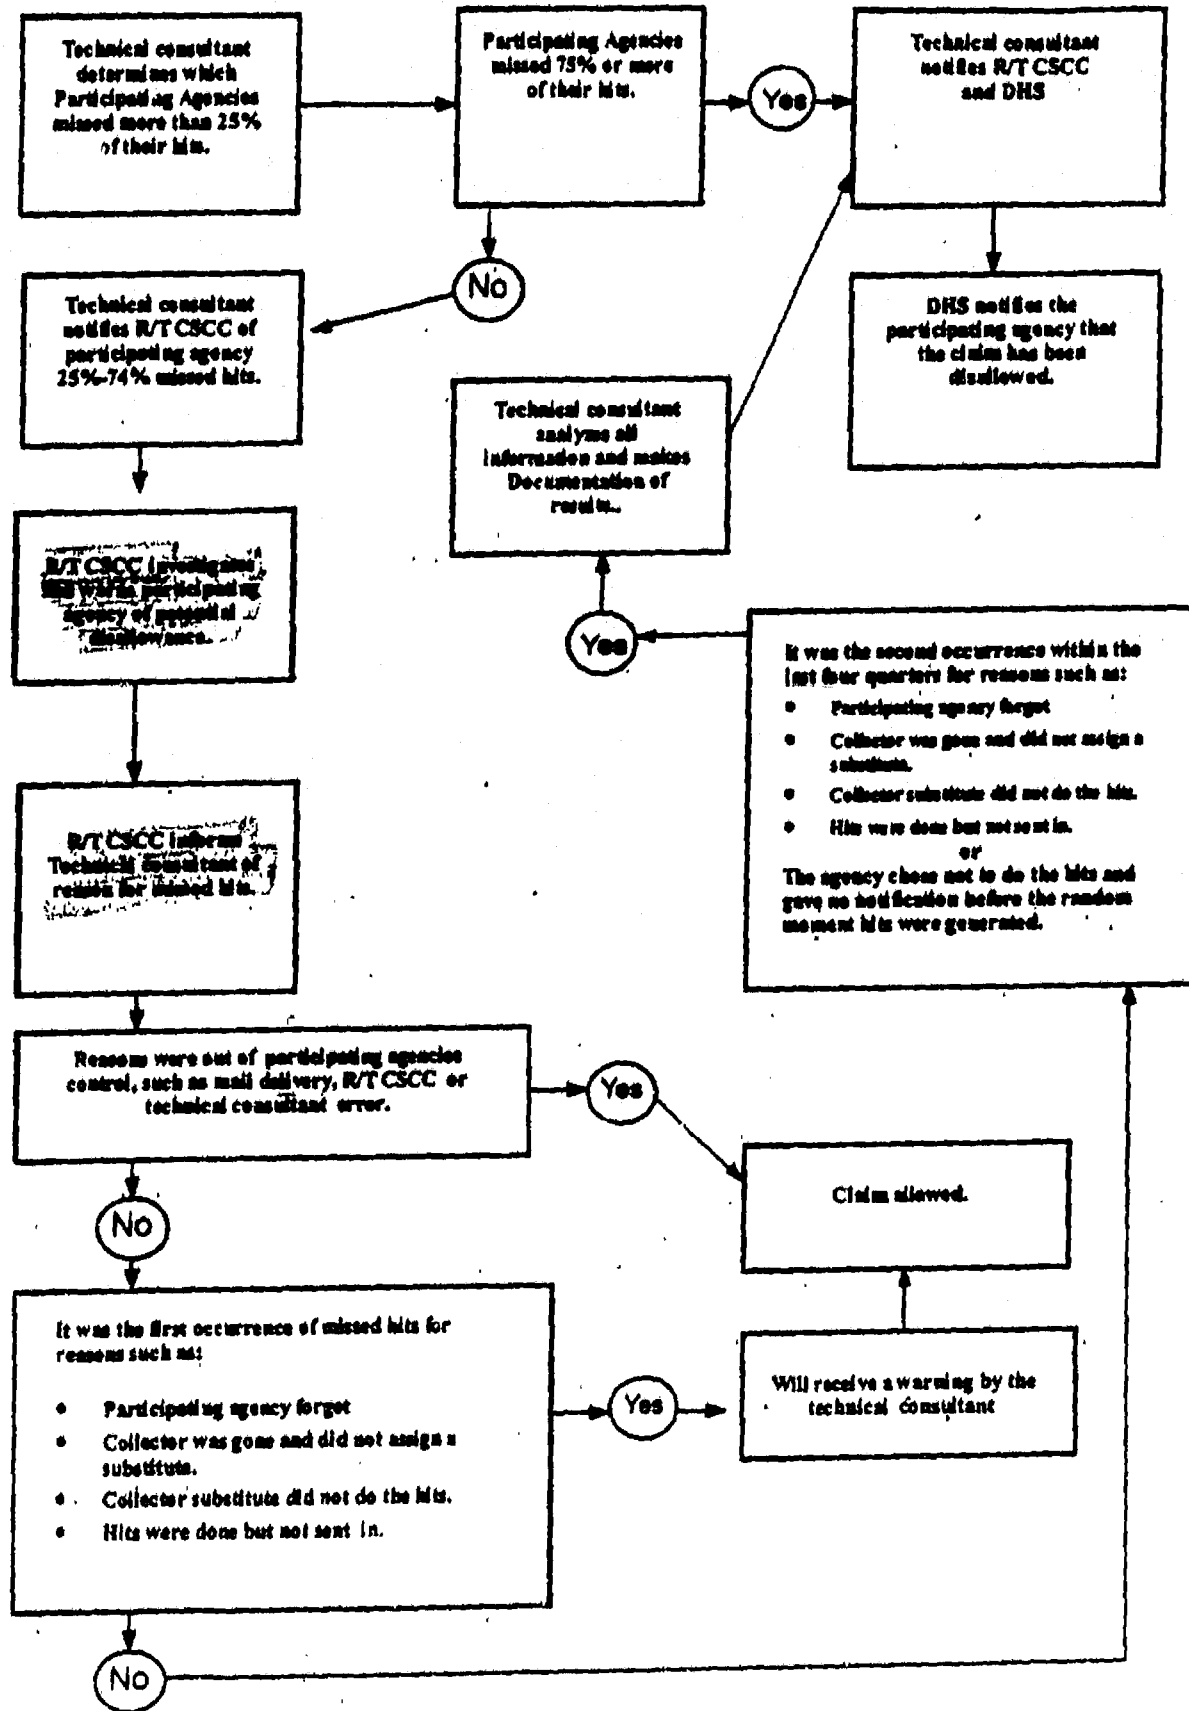 Technical consultant
determines which
Participating Agencies
missed more than 25%
of their hits.
Participating Agencies
missed 75% or more
of their hits.
Yes
Technical consultant
notifies R/T CSCC
and DHS
No
Technical consultant
notifies R/T CSCC of
participating agency
25%-74% missed hits.
DHS notifies the
participating agency that
the claim has been
disallowed.
Technical consultant
analyzes all
Information and makes
Documentation of
results..
R/T CSCC investigates
and warns participating
agency of potential
disallowance.
Yes
It was the second occurrence within the
last four quarters for reasons such as:
• Participating agency forgot
• Collector was gone and did not assign a
substitute.
• Collector substitute did not do the hits.
• Hits were done but not sent in.
or
The agency chose not to do the hits and
gave no notification before the random
moment hits were generated.
R/T CSCC informs
Technical consultant of
reason for missed hits.
Reasons were out of participating agencies
control, such as mail delivery, R/T CSCC or
technical consultant error.
Yes
Claim allowed.
No
It was the first occurrence of missed hits for
reasons such as:
• Participating agency forgot
• Collector was gone and did not assign a
substitute.
• Collector substitute did not do the hits.
• Hits were done but not sent in.
Yes
Will receive a warning by the
technical consultant
No